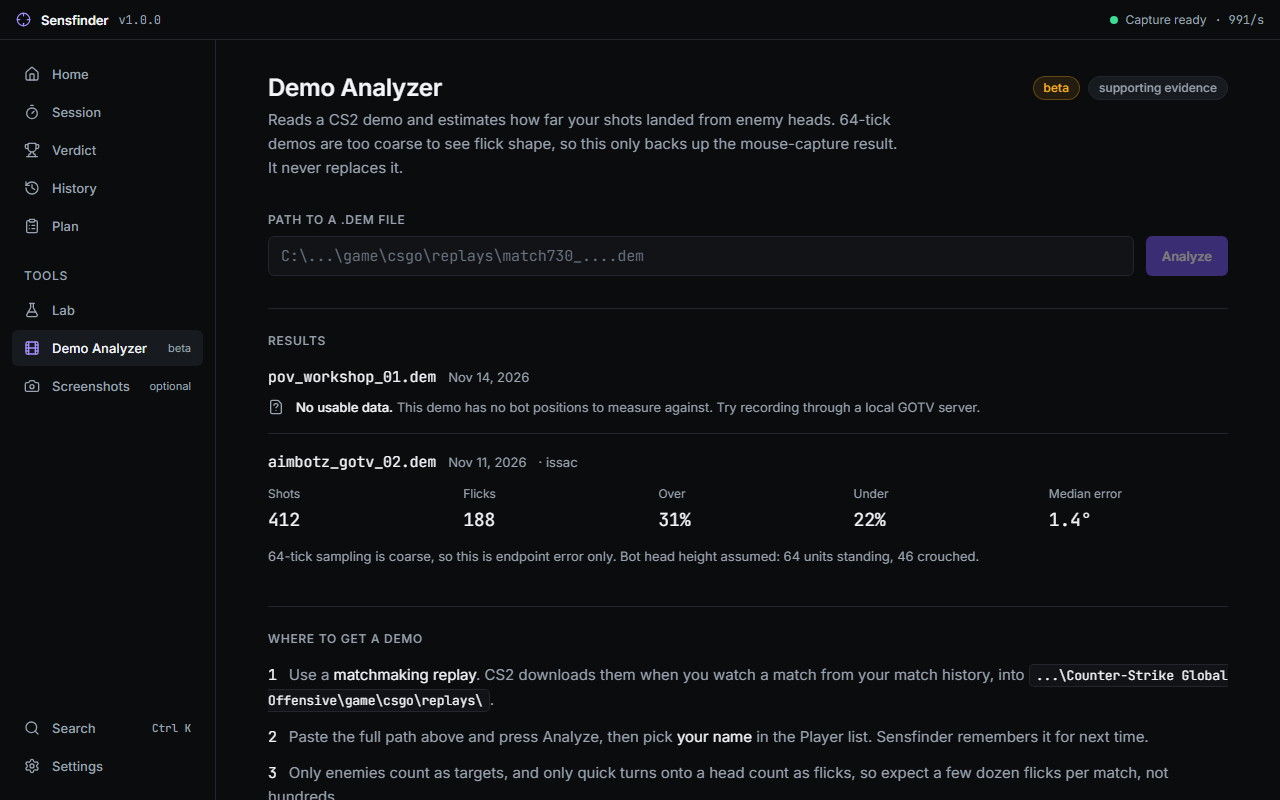 Sensfinder v1.0.0
Capture ready · 991/s
Home
Session
Verdict
History
Plan
TOOLS
Lab
Demo Analyzer beta
Screenshots optional
Search Ctrl K
Settings
Demo Analyzer
beta supporting evidence
Reads a CS2 demo and estimates how far your shots landed from enemy heads. 64-tick
demos are too coarse to see flick shape, so this only backs up the mouse-capture result.
It never replaces it.
PATH TO A .DEM FILE
C:\...\game\csgo\replays\match730_....dem
Analyze
RESULTS
pov_workshop_01.dem Nov 14, 2026
No usable data. This demo has no bot positions to measure against. Try recording through a local GOTV server.
aimbotz_gotv_02.dem Nov 11, 2026 · issac
Shots Flicks Over Under Median error
412 188 31% 22% 1.4°
64-tick sampling is coarse, so this is endpoint error only. Bot head height assumed: 64 units standing, 46 crouched.
WHERE TO GET A DEMO
1 Use a matchmaking replay. CS2 downloads them when you watch a match from your match history, into ...\Counter-Strike Global
Offensive\game\csgo\replays\ .
2 Paste the full path above and press Analyze, then pick your name in the Player list. Sensfinder remembers it for next time.
3 Only enemies count as targets, and only quick turns onto a head count as flicks, so expect a few dozen flicks per match, not
hundreds.